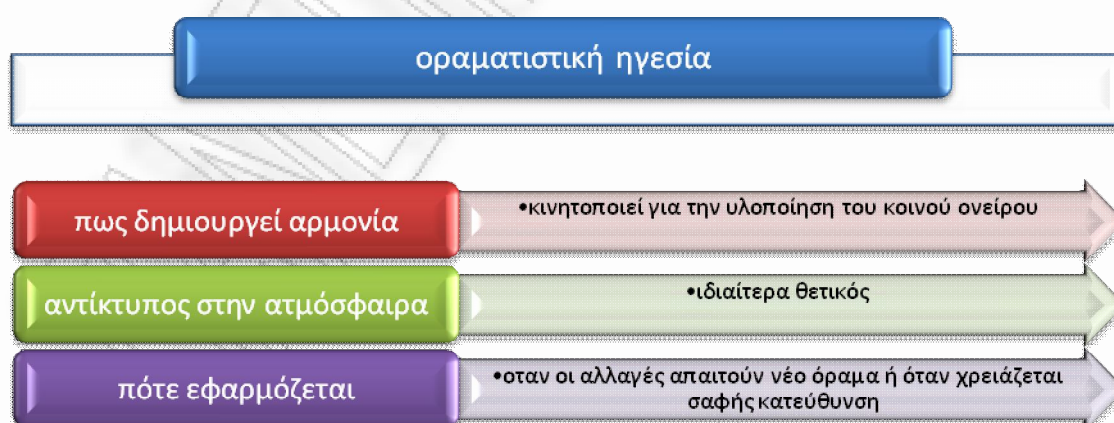 οραματιστική ηγεσία
πως δημιουργεί αρμονία
•κινητοποιεί για την υλοποίηση του κοινού ονείρου
αντίκτυπος στην ατμόσφαιρα
•ιδιαίτερα θετικός
πότε εφαρμόζεται
•οταν οι αλλαγές απαιτούν νέο όραμα ή όταν χρειάζεται
σαφής κατεύθυνση